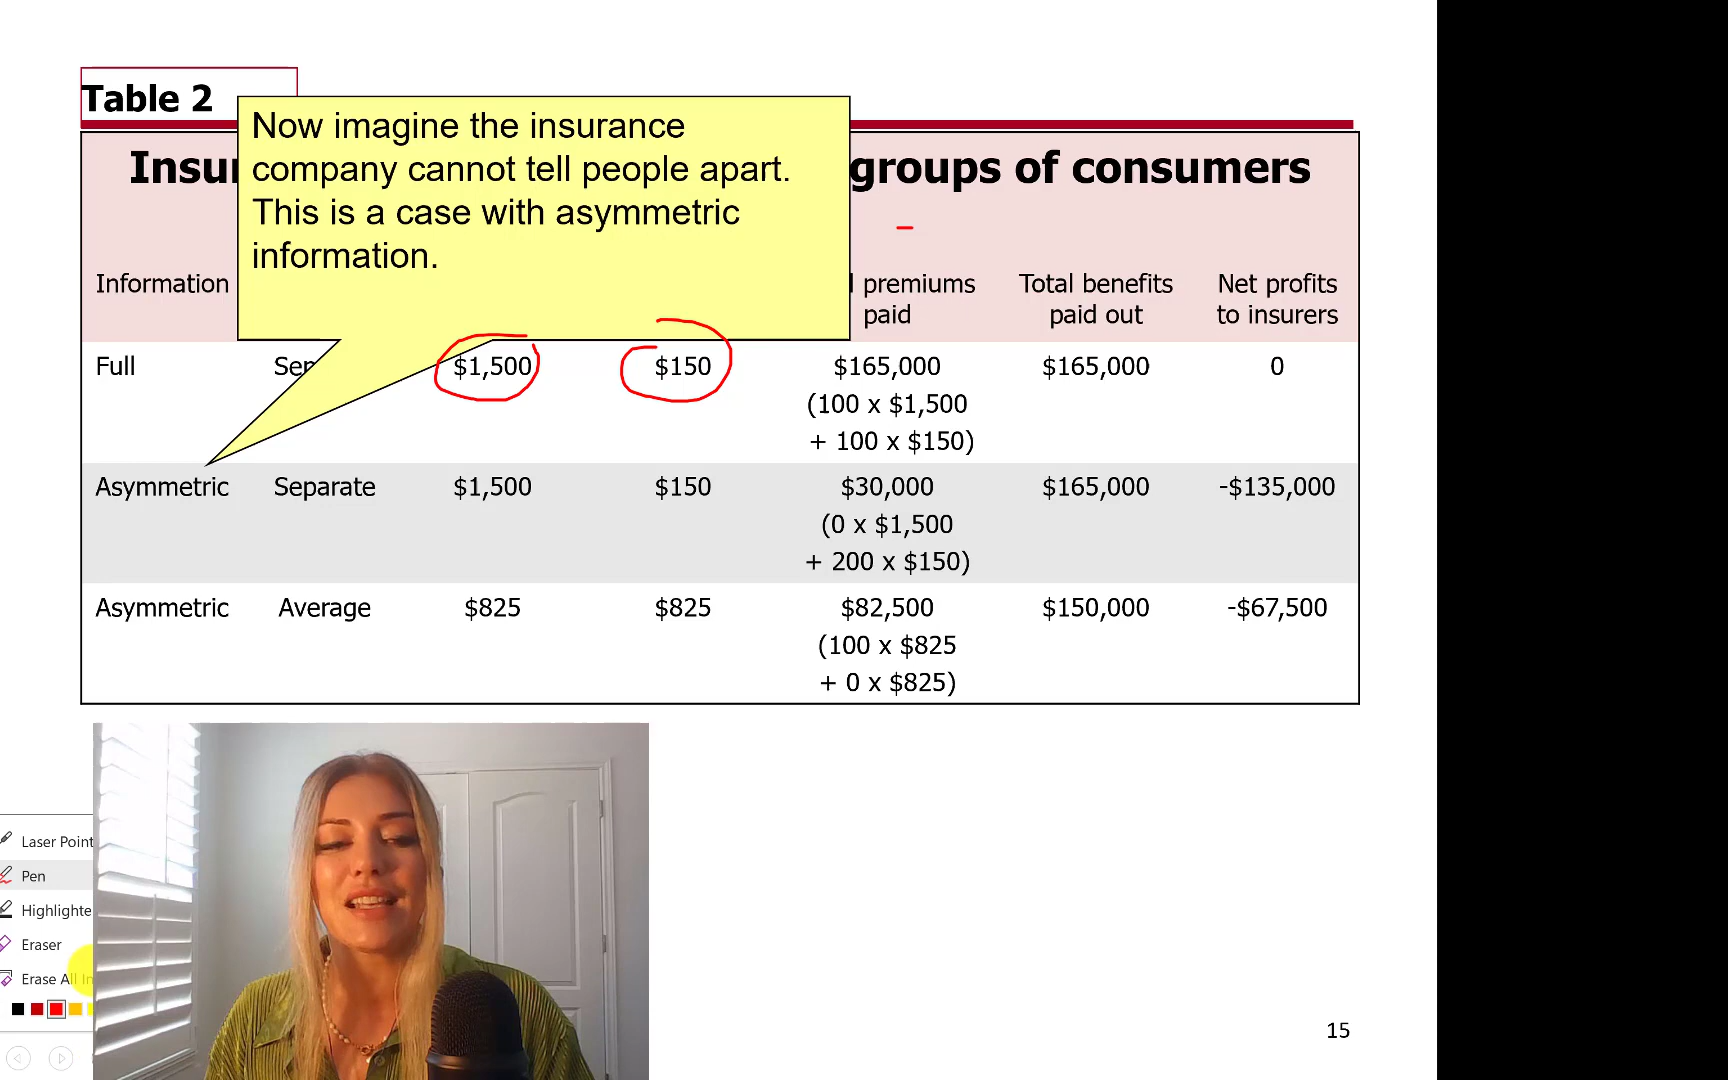 Table 2
Now imagine the insurance
company cannot tell people apart.
This is a case with asymmetric
information.
groups of consumers
Information
premiums
paid
Total benefits
paid out
Net profits
to insurers
Full $1,500 $150 $165,000 $165,000 0
(100 x $1,500
+ 100 x $150)
Asymmetric Separate $1,500 $150 $30,000 $165,000 -$135,000
(0 x $1,500
+ 200 x $150)
Asymmetric Average $825 $825 $82,500 $150,000 -$67,500
(100 x $825
+ 0 x $825)
Laser Point
Pen
Highlighte
Eraser
Erase All In
15